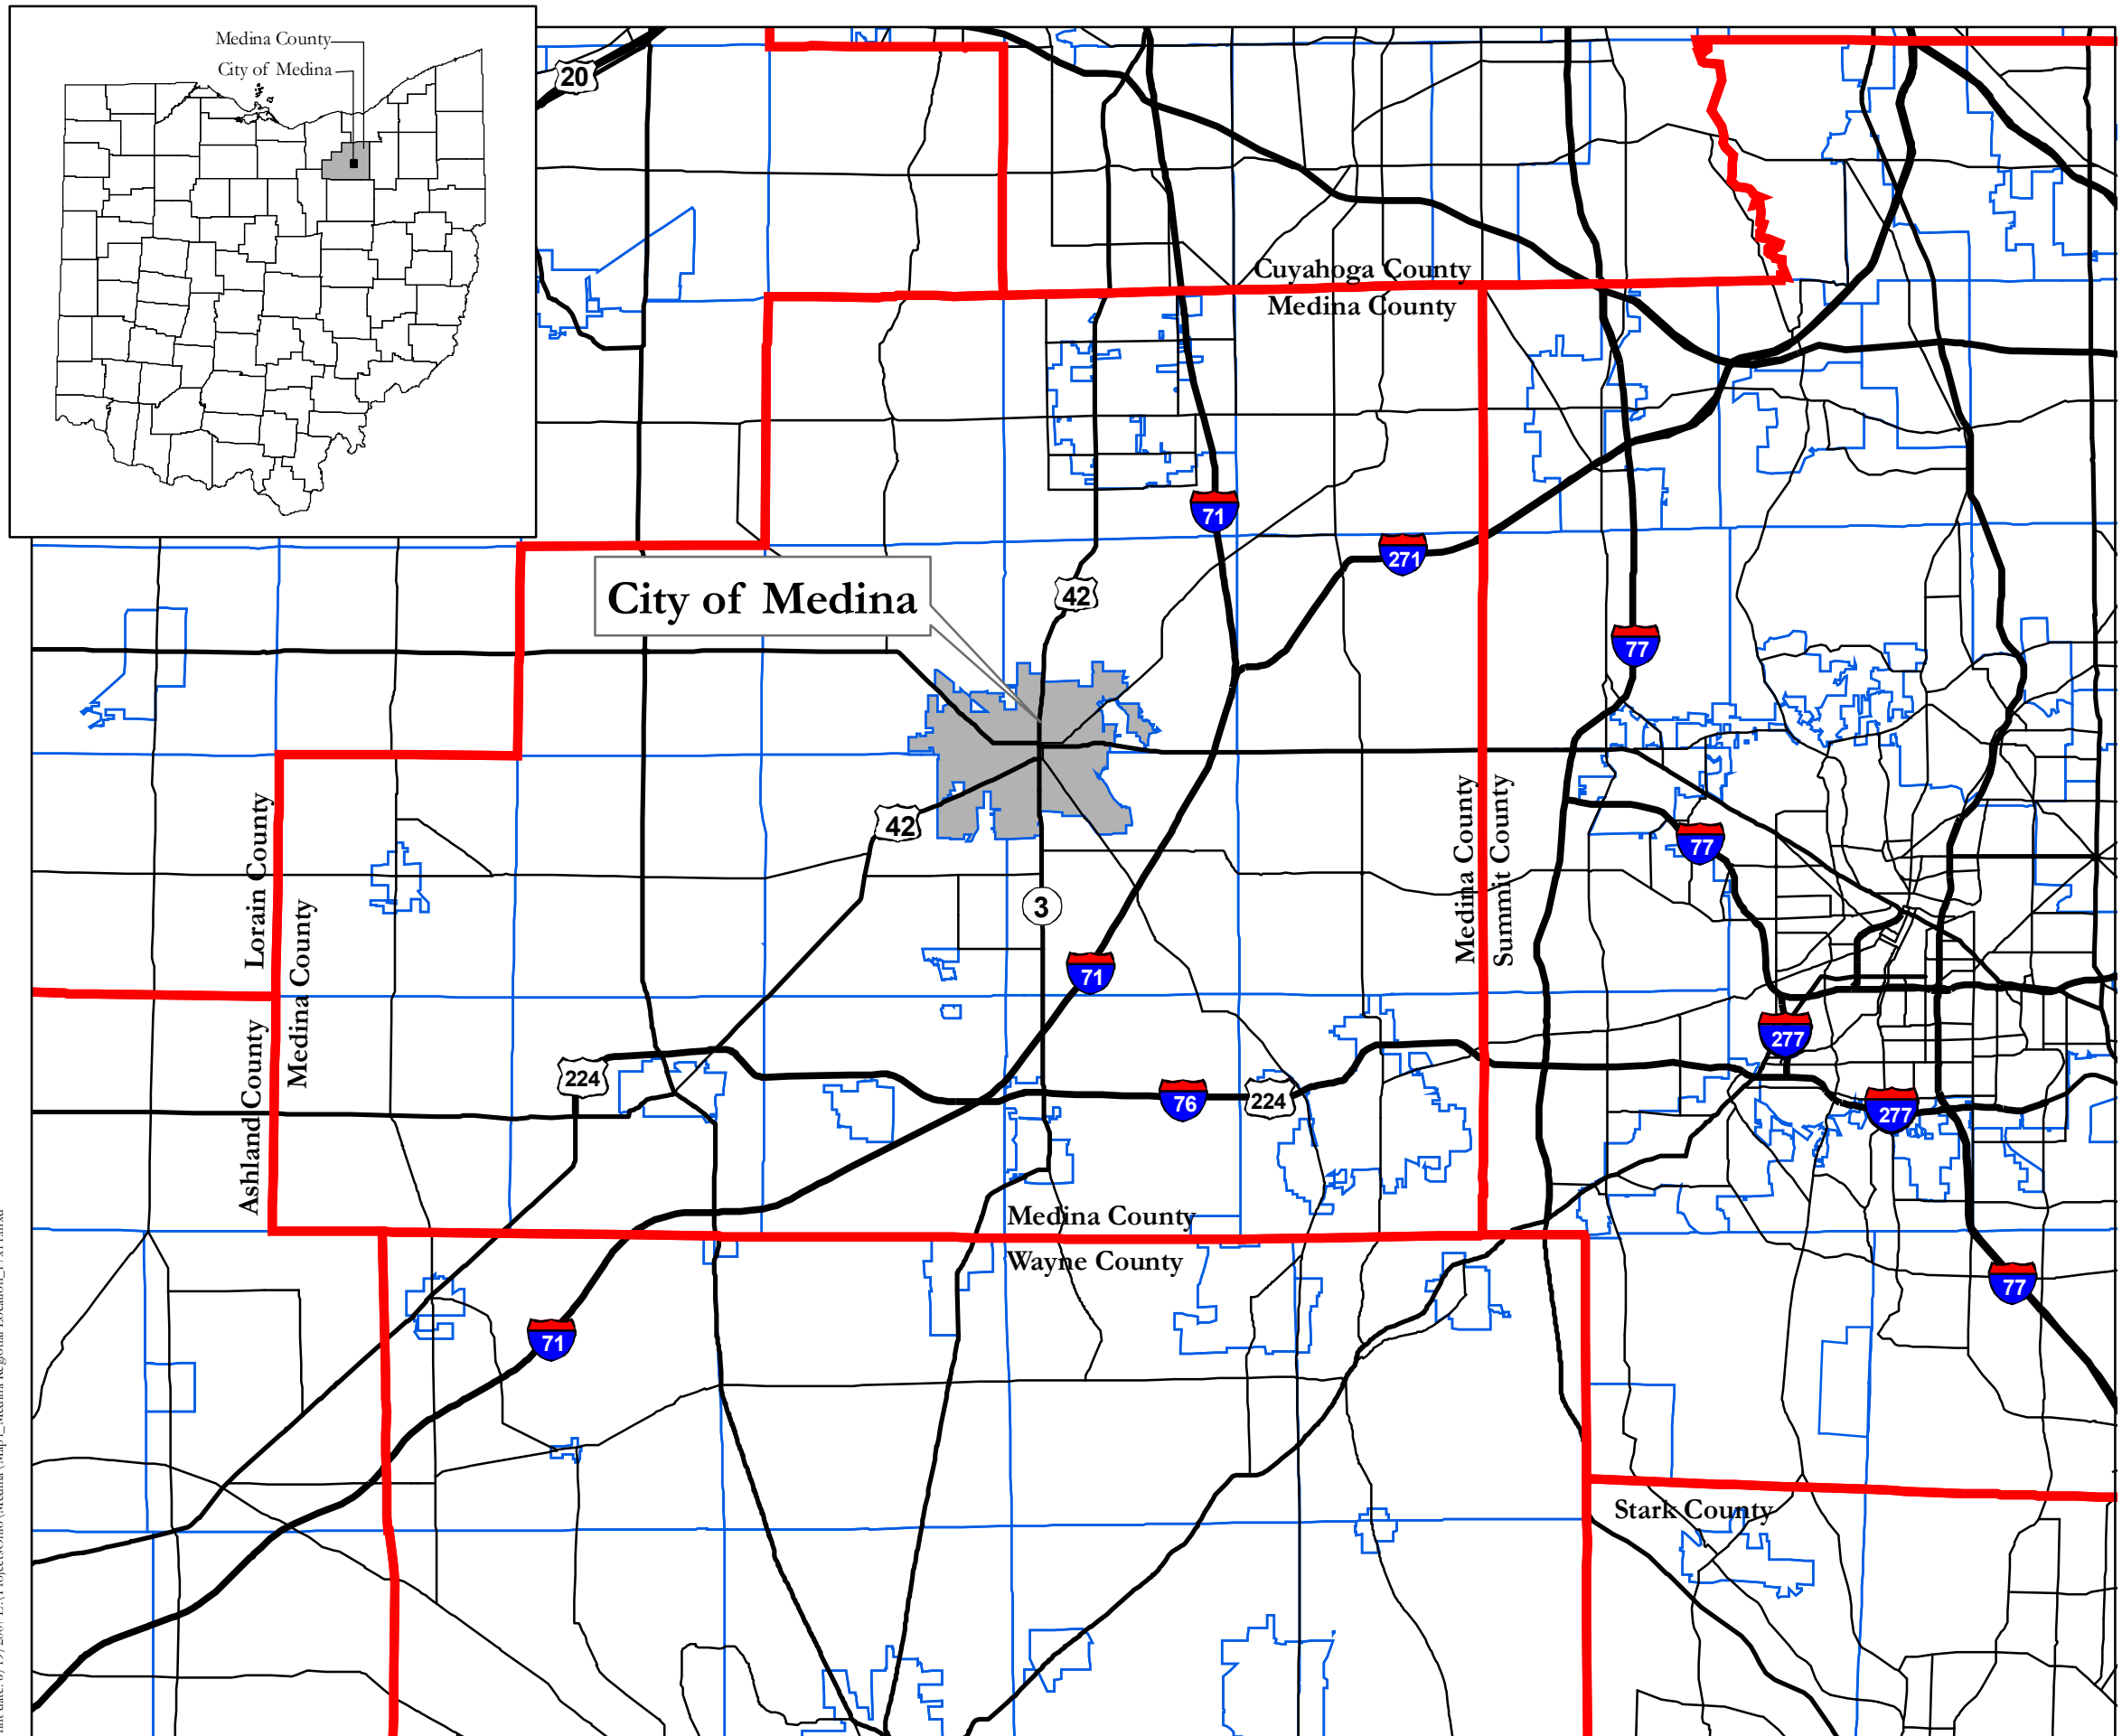 Medina County
City of Medina
20
Cuyahoga County
Medina County
71
271
City of Medina
42
77
42
77
Lorain County
Medina County
Medina County
Summit County
3
71
Ashland County
277
224
76
224
277
Medina County
Wayne County
77
71
Stark County